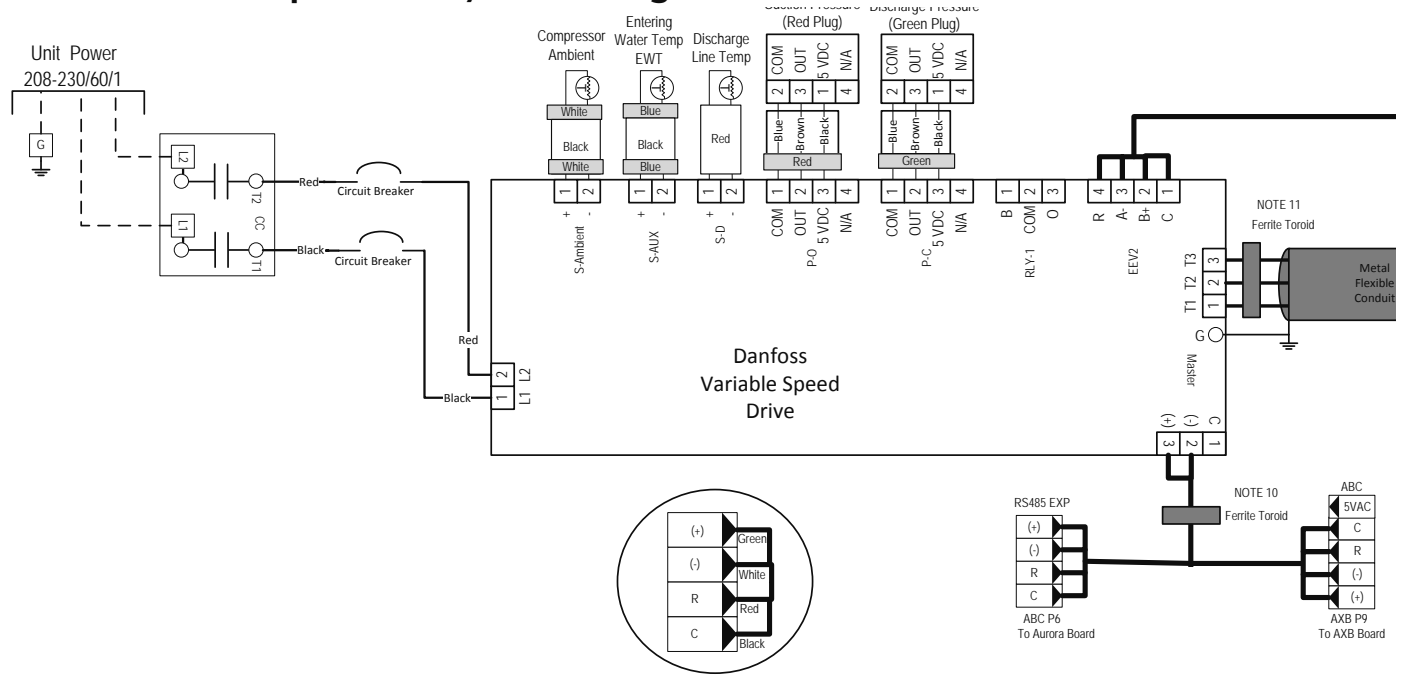 Unit Power
208-230/60/1
G
L2
T2
CC
L1
T1
Red
Circuit Breaker
Black
Circuit Breaker
Red
Black
2
1
L2
L1
Compressor
Ambient
White
Black
White
1 2
+ -
S-Ambient
Entering
Water Temp
EWT
Blue
Black
Blue
1 2
+ -
S-AUX
Discharge
Line Temp
Red
1 2
+ -
S-D
(Red Plug)
COM OUT 5 VDC N/A
2 3 1 4
Blue Brown Black
Red
1 2 3 4
COM OUT 5 VDC N/A
P-O
Discharge Pressure
(Green Plug)
COM OUT 5 VDC N/A
2 3 1 4
Blue Brown Black
Green
1 2 3 4
COM OUT 5 VDC N/A
P-C
1 2 3
B COM O
RLY-1
4 3 2 1
R A- B+ C
EEV2
NOTE 11
Ferrite Toroid
T3 3
T2 2
T1 1
Metal
Flexible
Conduit
G
Master
Danfoss
Variable Speed
Drive
(+) (-) C
3 2 1
NOTE 10
Ferrite Toroid
(+)
Green
(-)
White
R
Red
C
Black
RS485 EXP
(+)
(-)
R
C
ABC P6
To Aurora Board
ABC
5VAC
C
R
(-)
(+)
AXB P9
To AXB Board